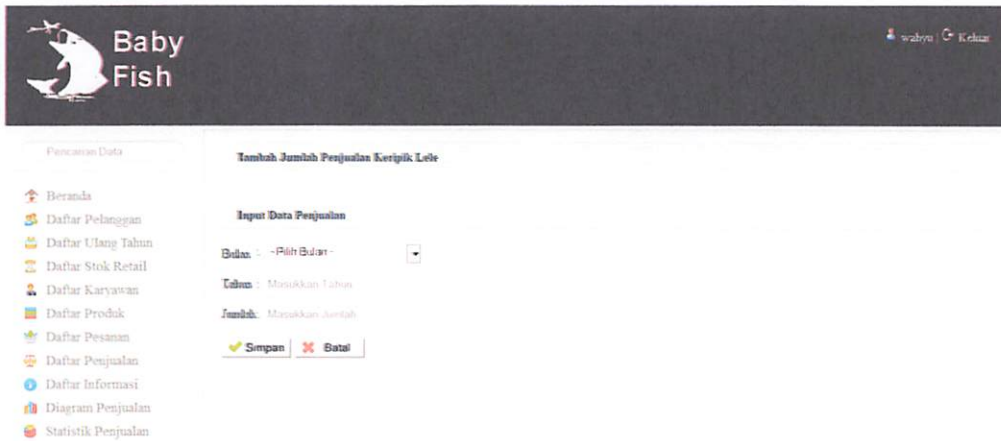 Baby
Fish
wahyu | Keluar
Pencarian Data
Tambah Jumlah Penjualan Keripik Lele
Beranda
Daftar Pelanggan
Daftar Ulang Tahun
Daftar Stok Retail
Daftar Karyawan
Daftar Produk
Daftar Pesanan
Daftar Penjualan
Daftar Informasi
Diagram Penjualan
Statistik Penjualan
Input Data Penjualan
Bulan : - Pilih Bulan -
Tahun : Masukkan Tahun
Jumlah : Masukkan Jumlah
Simpan Batal